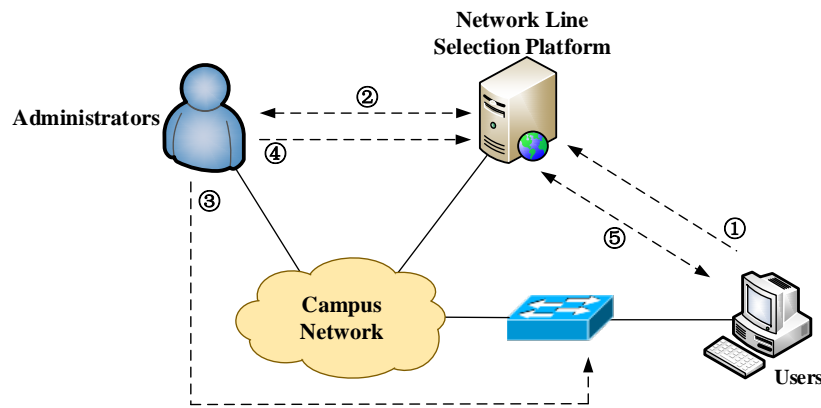 Network Line
Selection Platform
Administrators
②
④
③
①
⑤
Campus
Network
Users